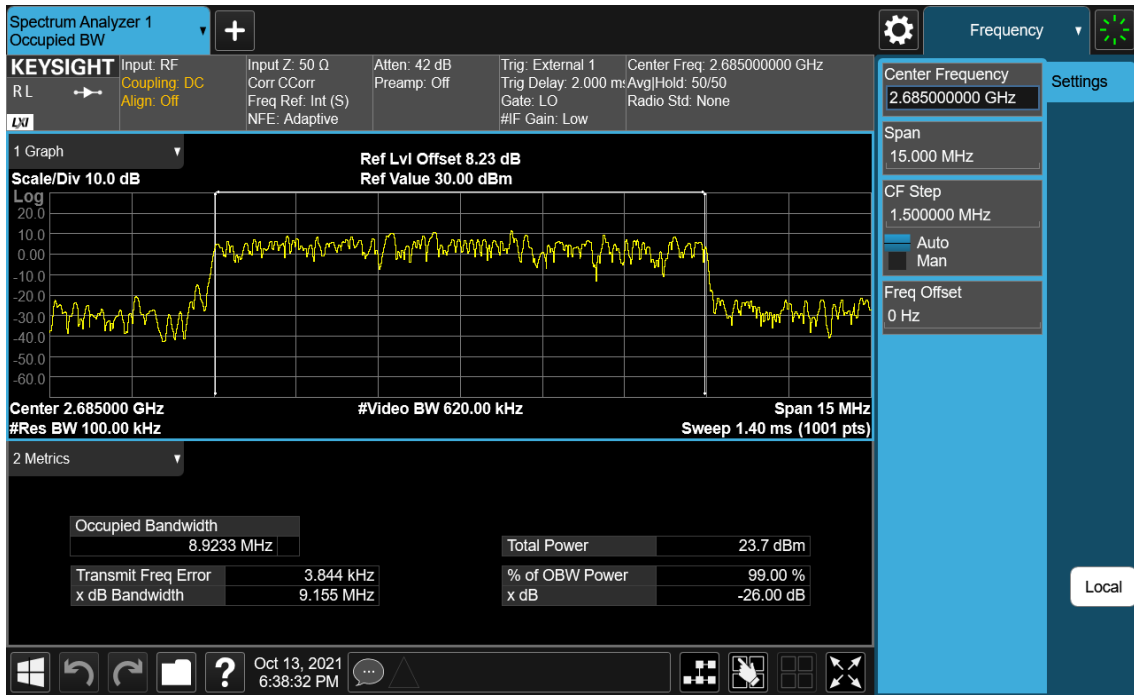 Spectrum Analyzer 1
Occupied BW
+
Frequency
KEYSIGHT
R L
LXI
Input: RF
Coupling: DC
Align: Off
Input Z: 50 Ω
Corr CCorr
Freq Ref: Int (S)
NFE: Adaptive
Atten: 42 dB
Preamp: Off
Trig: External 1
Trig Delay: 2.000 ms
Gate: LO
#IF Gain: Low
Center Freq: 2.685000000 GHz
Avg|Hold: 50/50
Radio Std: None
Center Frequency
2.685000000 GHz
Settings
Span
15.000 MHz
CF Step
1.500000 MHz
Auto
Man
Freq Offset
0 Hz
Local
1 Graph
Scale/Div 10.0 dB
Ref Lvl Offset 8.23 dB
Ref Value 30.00 dBm
Log
20.0
10.0
0.00
-10.0
-20.0
-30.0
-40.0
-50.0
-60.0
Center 2.685000 GHz
#Video BW 620.00 kHz
Span 15 MHz
#Res BW 100.00 kHz
Sweep 1.40 ms (1001 pts)
2 Metrics
Occupied Bandwidth
8.9233 MHz
Total Power 23.7 dBm
Transmit Freq Error 3.844 kHz
% of OBW Power 99.00 %
x dB Bandwidth 9.155 MHz
x dB -26.00 dB
?
Oct 13, 2021
6:38:32 PM